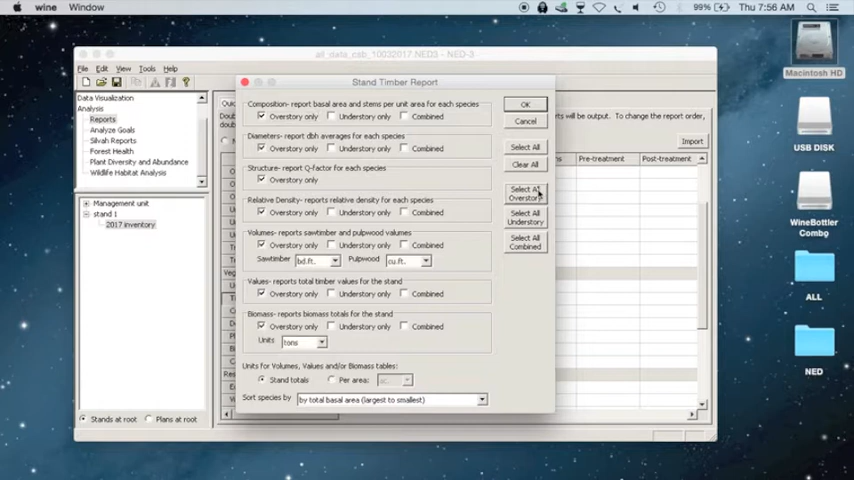 wine Window 99% Thu 7:56 AM
all_data_csb_10032017.NED3 - NED-3
File Edit View Tools Help
Data Visualization
Analysis
Reports
Analyze Goals
Silvah Reports
Forest Health
Plant Diversity and Abundance
Wildlife Habitat Analysis
Management unit
stand 1
2017 inventory
Stands at root Plans at root
Stand Timber Report
Composition- report basal area and stems per unit area for each species
Overstory only Understory only Combined
Diameters- report dbh averages for each species
Overstory only Understory only Combined
Structure- report Q-factor for each species
Overstory only
Relative Density- reports relative density for each species
Overstory only Understory only Combined
Volumes- reports sawtimber and pulpwood volumes
Overstory only Understory only Combined
Sawtimber bd.ft.. Pulpwood cu.ft.
Values- reports total timber values for the stand
Overstory only Understory only Combined
Biomass- reports biomass totals for the stand
Overstory only Understory only Combined
Units tons
Units for Volumes, Values and/or Biomass tables:
Stand totals Per area: ac.
Sort species by by total basal area (largest to smallest)
OK
Cancel
Select All
Clear All
Select All
Overstory
Select All
Understory
Select All
Combined
rts will be output. To change the report order,
Import
Pre-treatment Post-treatment
Macintosh HD
USB DISK
WineBottler
Combo
ALL
NED